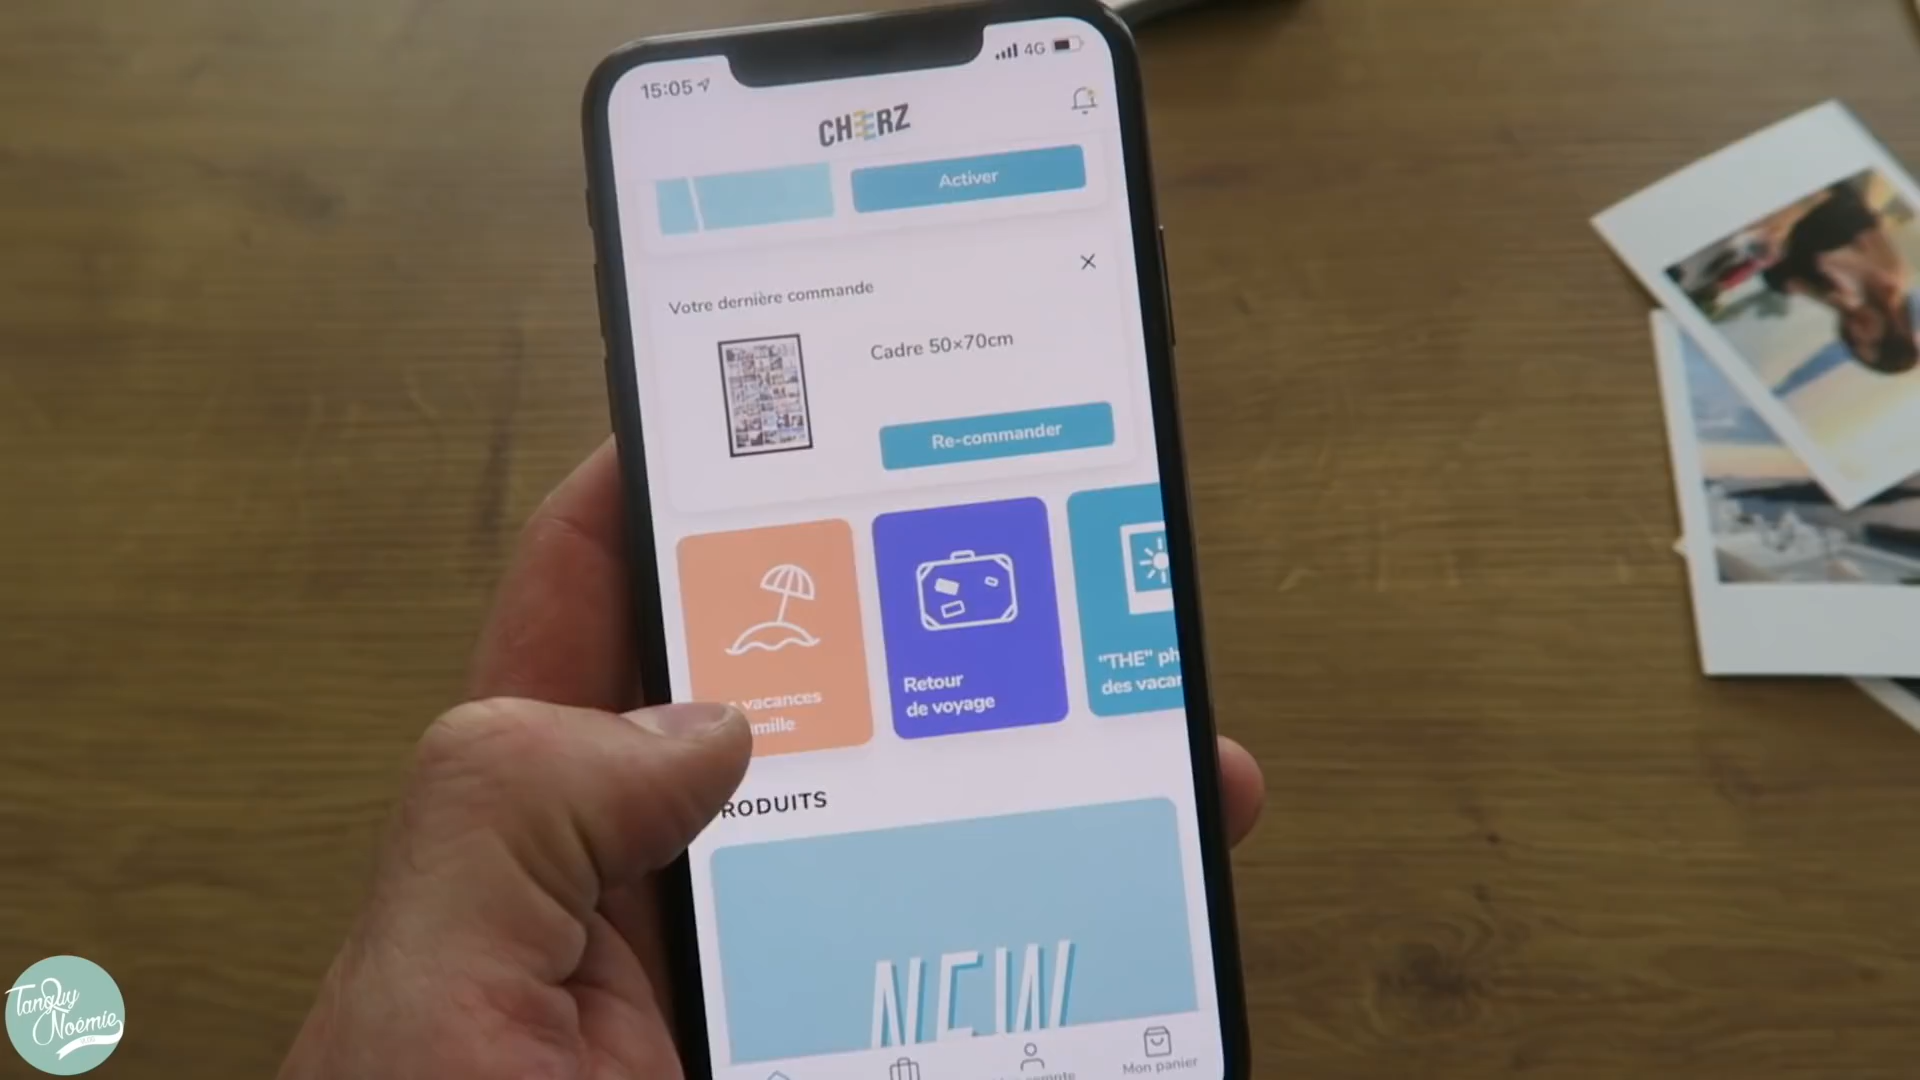 15:05
4G
CHEERZ
Activer
Votre dernière commande
Cadre 50×70cm
Re-commander
vacances
Retour
de voyage
"THE"
des
NEW
Mon panier
Tanguy
Noémie